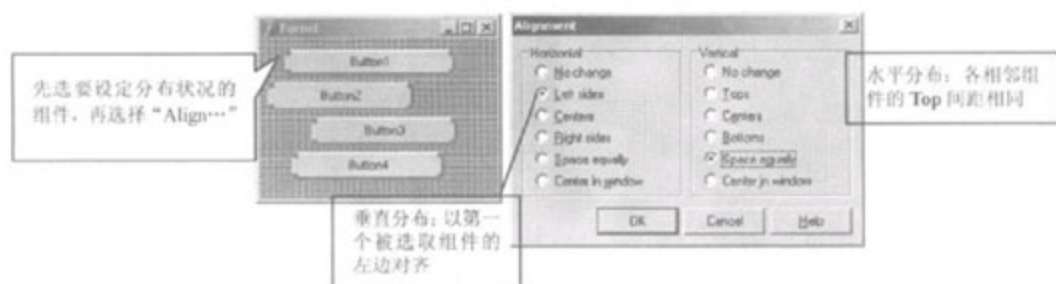 先选要设定分布状况的
组件，再选择“Align…”
Form1
Button1
Button2
Button3
Button4
垂直分布：以第一
个被选取组件的
左边对齐
Alignment
Horizontal
No change
Left sides
Centers
Right sides
Space equally
Center in window
Vertical
No change
Tops
Centers
Bottoms
Space equally
Center in window
OK
Cancel
Help
水平分布：各相邻组
件的 Top 间距相同